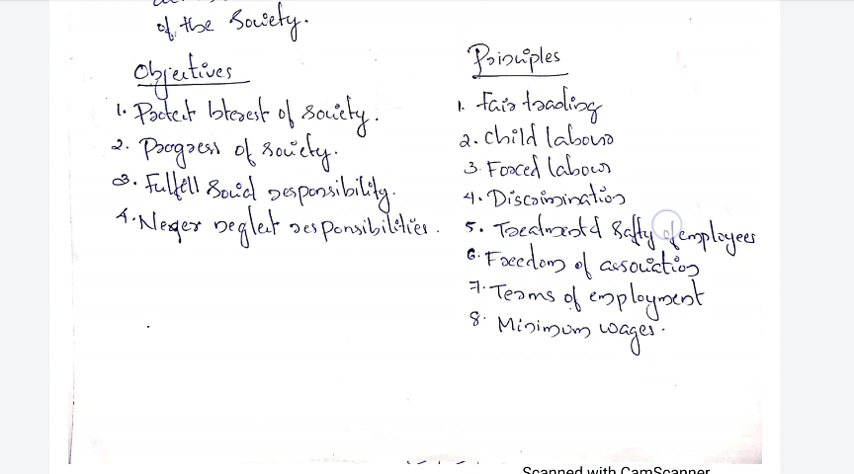 of the Society.
Objectives
1. Protect Interest of society.
2. Progress of society.
3. Fulfell Social responsibility.
4. Never neglect responsibilities.
Principles
1. Fair trading
2. Child labour
3. Forced labour
4. Discrimination
5. Treatment & Safty of employees
6. Freedom of association
7. Terms of employment
8. Minimum wages.
Scanned with CamScanner